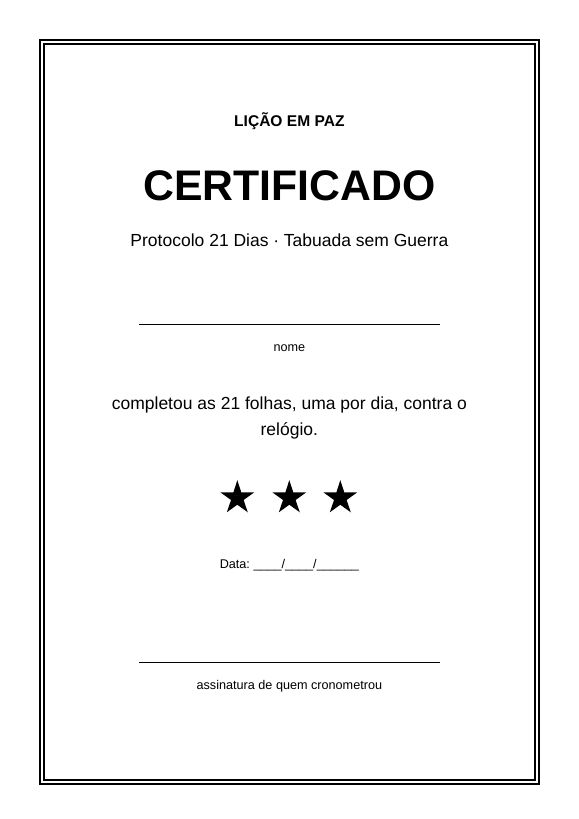 LIÇÃO EM PAZ
CERTIFICADO
Protocolo 21 Dias · Tabuada sem Guerra
nome
completou as 21 folhas, uma por dia, contra o
relógio.
★ ★ ★
Data: ____/____/______
assinatura de quem cronometrou